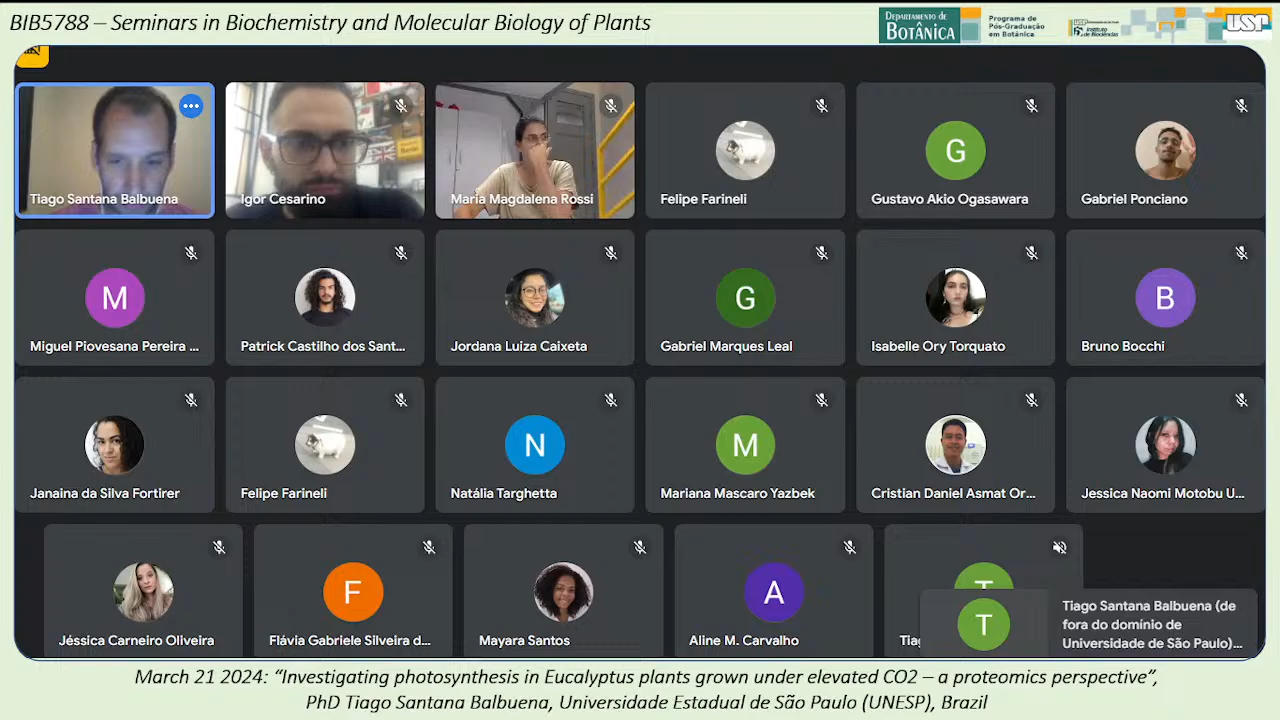 BIB5788 – Seminars in Biochemistry and Molecular Biology of Plants
DEPARTAMENTO DE
BOTÂNICA
Programa de
Pós-Graduação
em Botânica
Instituto de Biociências
USP
Tiago Santana Balbuena
Igor Cesarino
Maria Magdalena Rossi
Felipe Farineli
G
Gustavo Akio Ogasawara
Gabriel Ponciano
M
Miguel Piovesana Pereira ...
Patrick Castilho dos Sant...
Jordana Luiza Caixeta
G
Gabriel Marques Leal
Isabelle Ory Torquato
B
Bruno Bocchi
Janaina da Silva Fortirer
Felipe Farineli
N
Natália Targhetta
M
Mariana Mascaro Yazbek
Cristian Daniel Asmat Or...
Jessica Naomi Motobu U...
Jéssica Carneiro Oliveira
F
Flávia Gabriele Silveira d...
Mayara Santos
A
Aline M. Carvalho
T
Tiag
T
Tiago Santana Balbuena (de
fora do domínio de
Universidade de São Paulo)...
March 21 2024: “Investigating photosynthesis in Eucalyptus plants grown under elevated CO2 – a proteomics perspective”,
PhD Tiago Santana Balbuena, Universidade Estadual de São Paulo (UNESP), Brazil